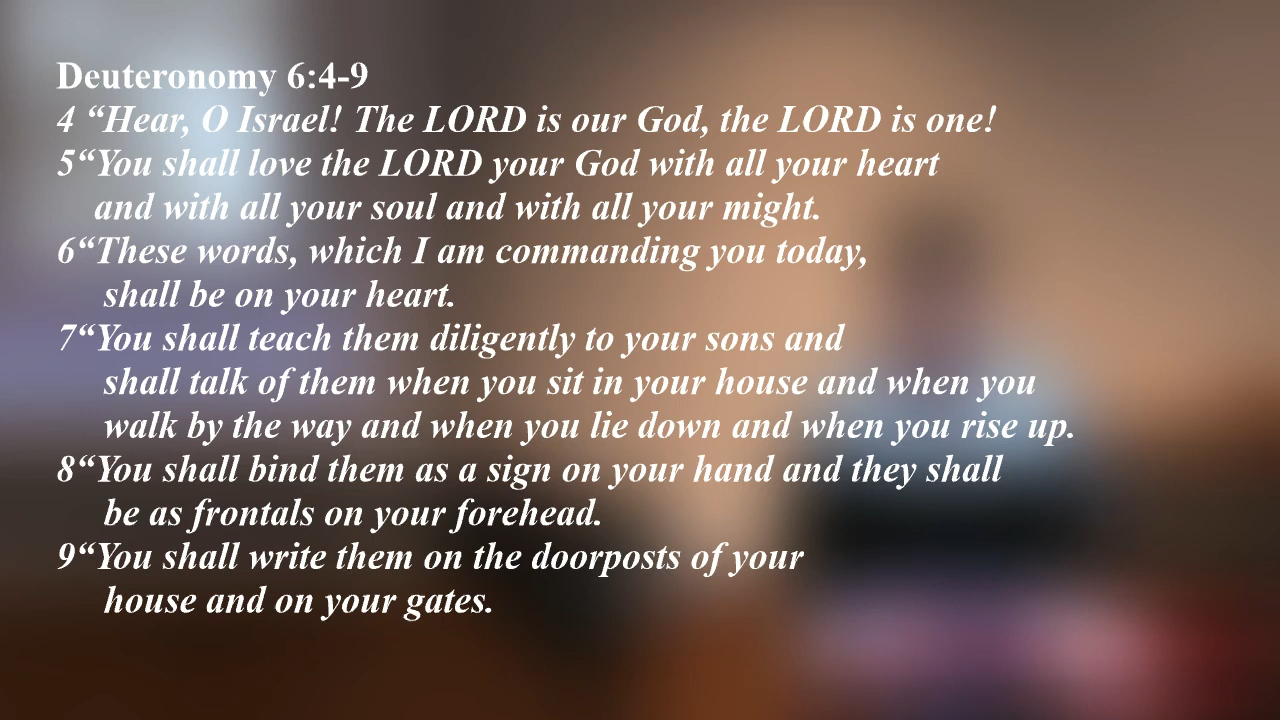 Deuteronomy 6:4-9
4 “Hear, O Israel! The LORD is our God, the LORD is one!
5“You shall love the LORD your God with all your heart
and with all your soul and with all your might.
6“These words, which I am commanding you today,
shall be on your heart.
7“You shall teach them diligently to your sons and
shall talk of them when you sit in your house and when you
walk by the way and when you lie down and when you rise up.
8“You shall bind them as a sign on your hand and they shall
be as frontals on your forehead.
9“You shall write them on the doorposts of your
house and on your gates.